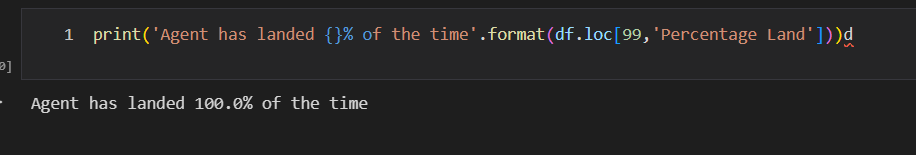 1 print('Agent has landed {}% of the time'.format(df.loc[99,'Percentage Land']))d
0]
Agent has landed 100.0% of the time